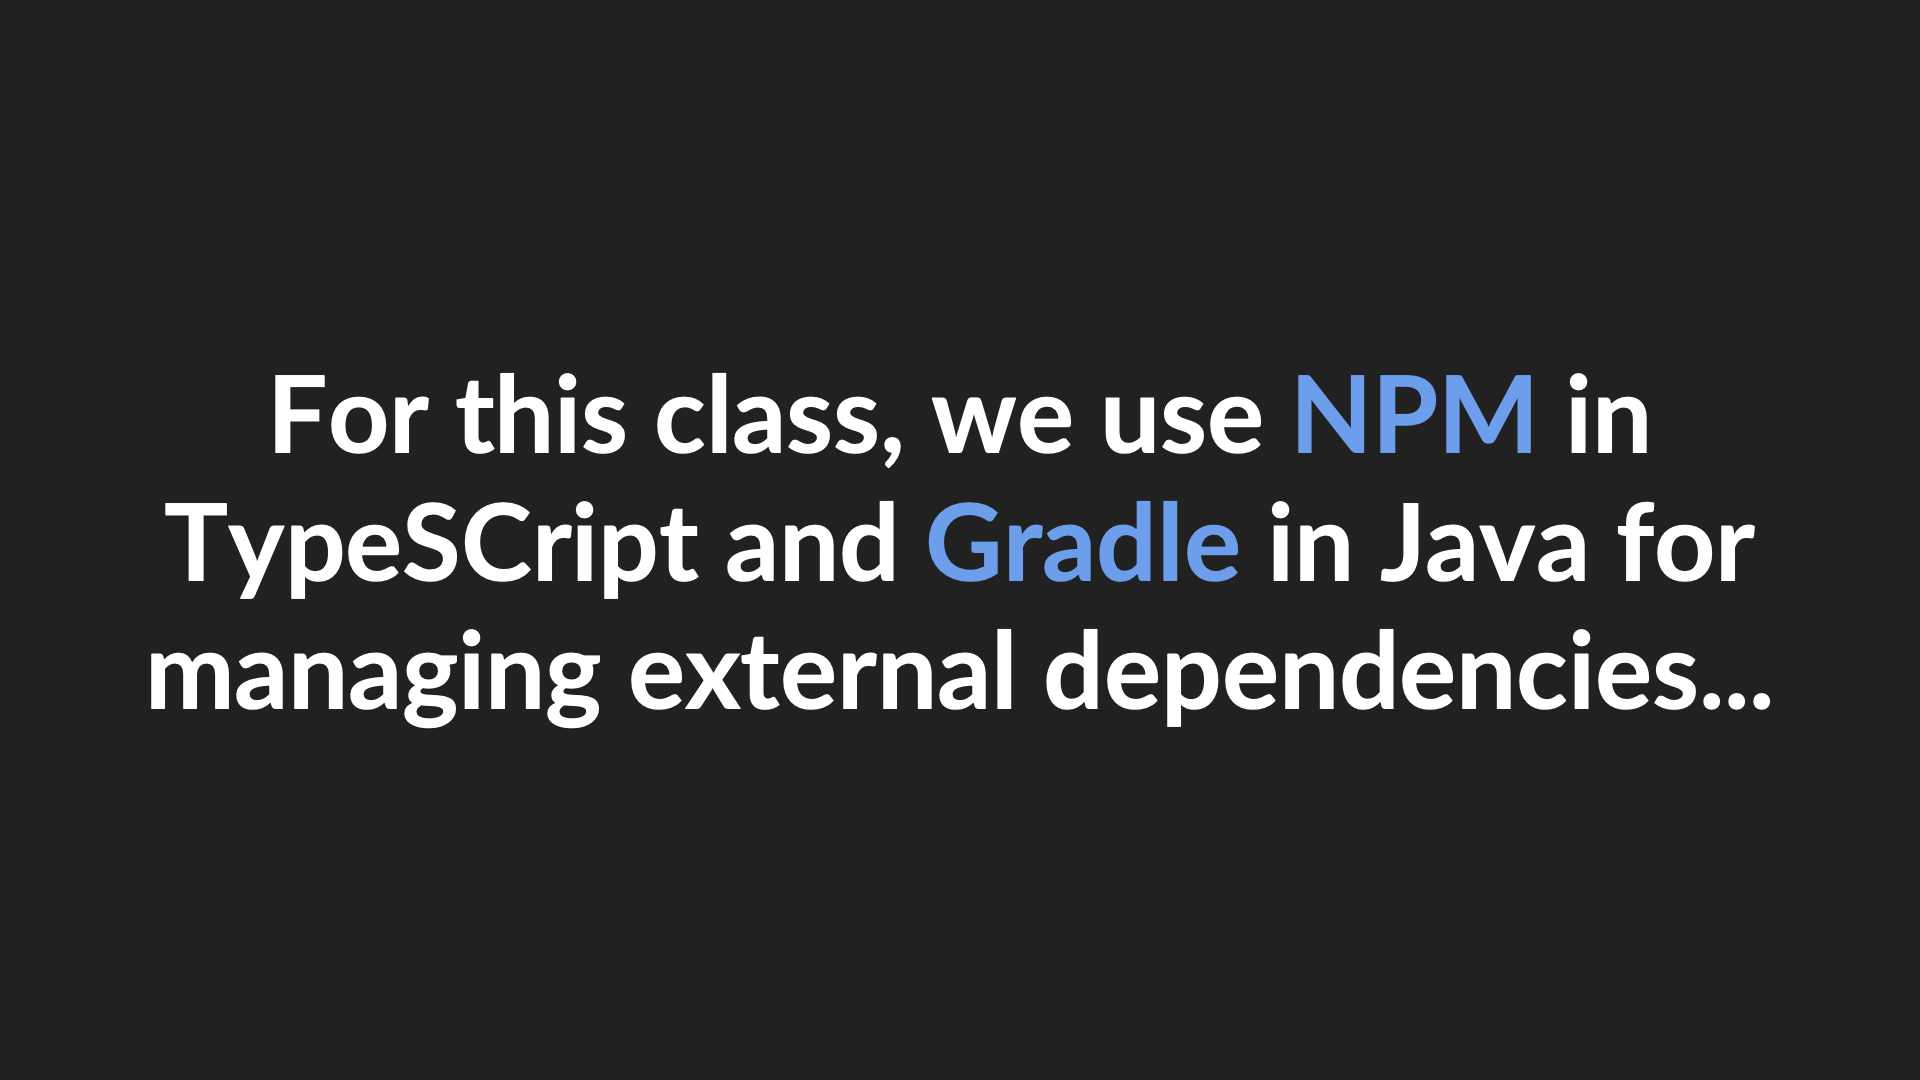 For this class, we use NPM in
TypeSCript and Gradle in Java for
managing external dependencies...